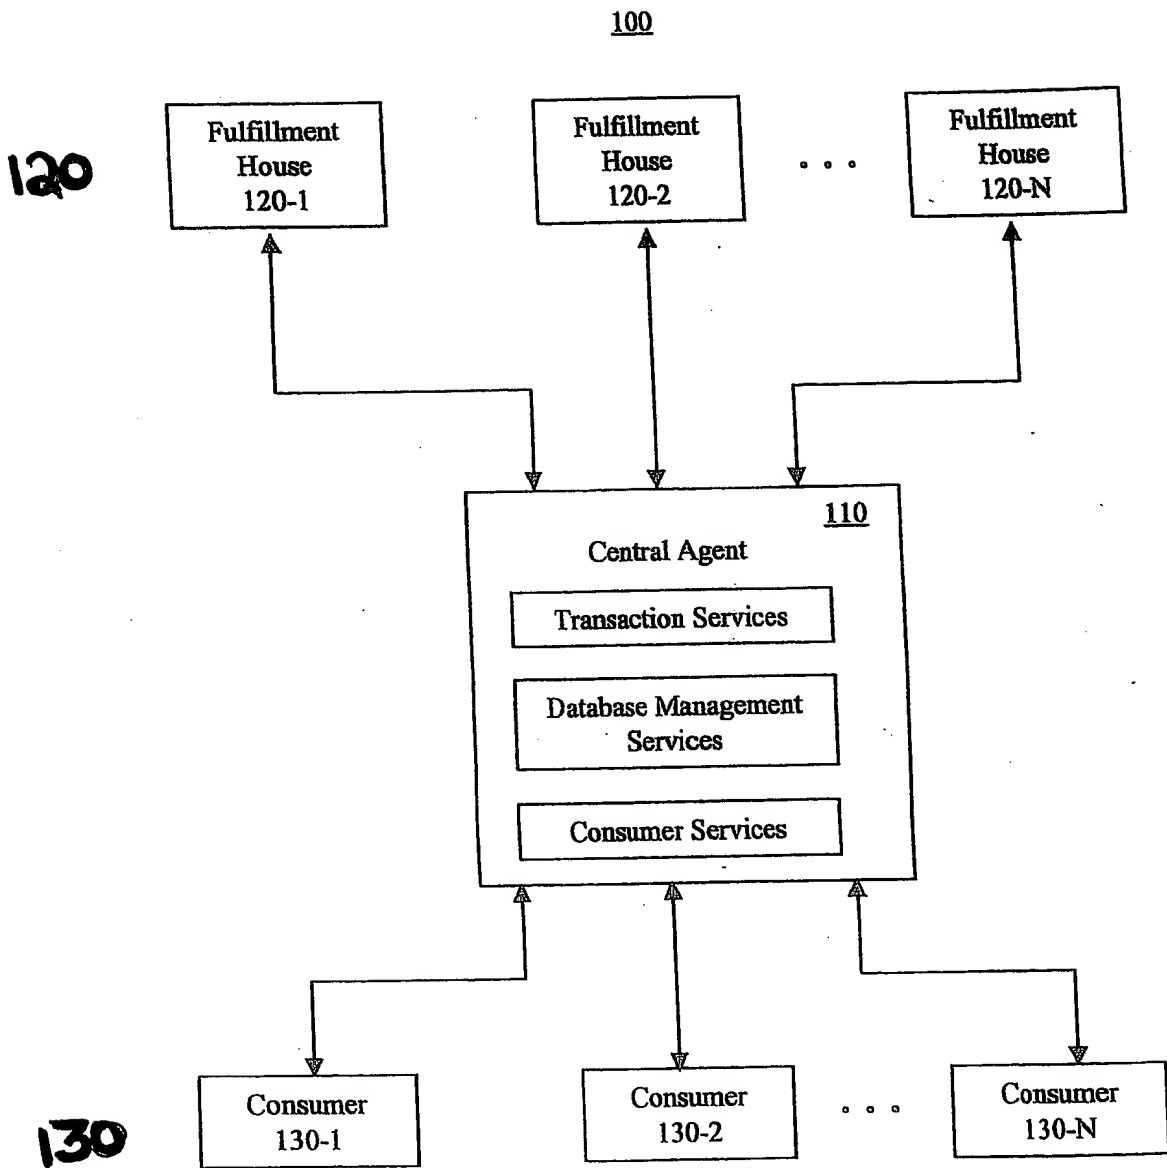 100
120
Fulfillment
House
120-1
Fulfillment
House
120-2
. . .
Fulfillment
House
120-N
110
Central Agent
Transaction Services
Database Management
Services
Consumer Services
130
Consumer
130-1
Consumer
130-2
. . .
Consumer
130-N